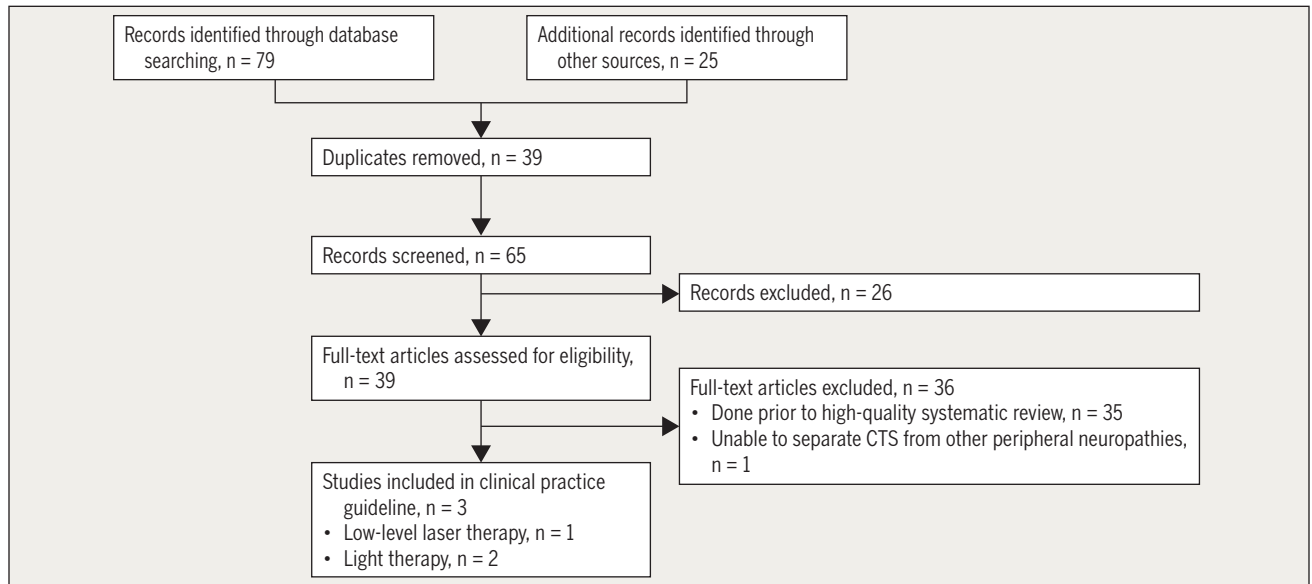 Records identified through database
searching, n = 79
Additional records identified through
other sources, n = 25
Duplicates removed, n = 39
Records screened, n = 65
Records excluded, n = 26
Full-text articles assessed for eligibility,
n = 39
Full-text articles excluded, n = 36
• Done prior to high-quality systematic review, n = 35
• Unable to separate CTS from other peripheral neuropathies,
n = 1
Studies included in clinical practice
guideline, n = 3
• Low-level laser therapy, n = 1
• Light therapy, n = 2